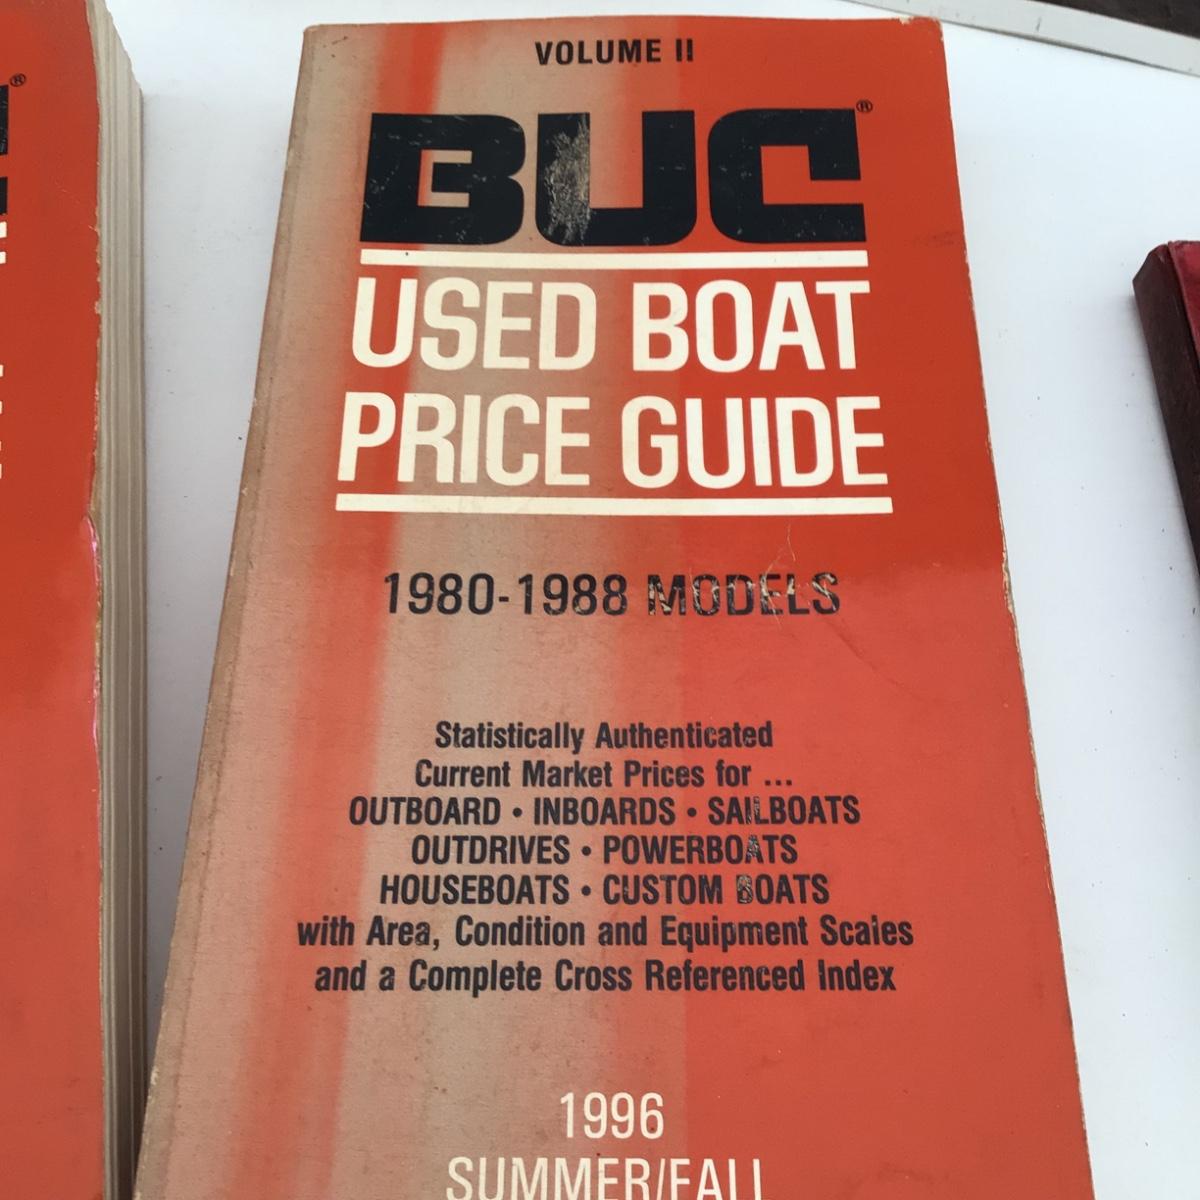 VOLUME II
BUC®
USED BOAT
PRICE GUIDE
1980-1988 MODELS
Statistically Authenticated
Current Market Prices for ...
OUTBOARD • INBOARDS • SAILBOATS
OUTDRIVES • POWERBOATS
HOUSEBOATS • CUSTOM BOATS
with Area, Condition and Equipment Scales
and a Complete Cross Referenced Index
1996
SUMMER/FALL
®